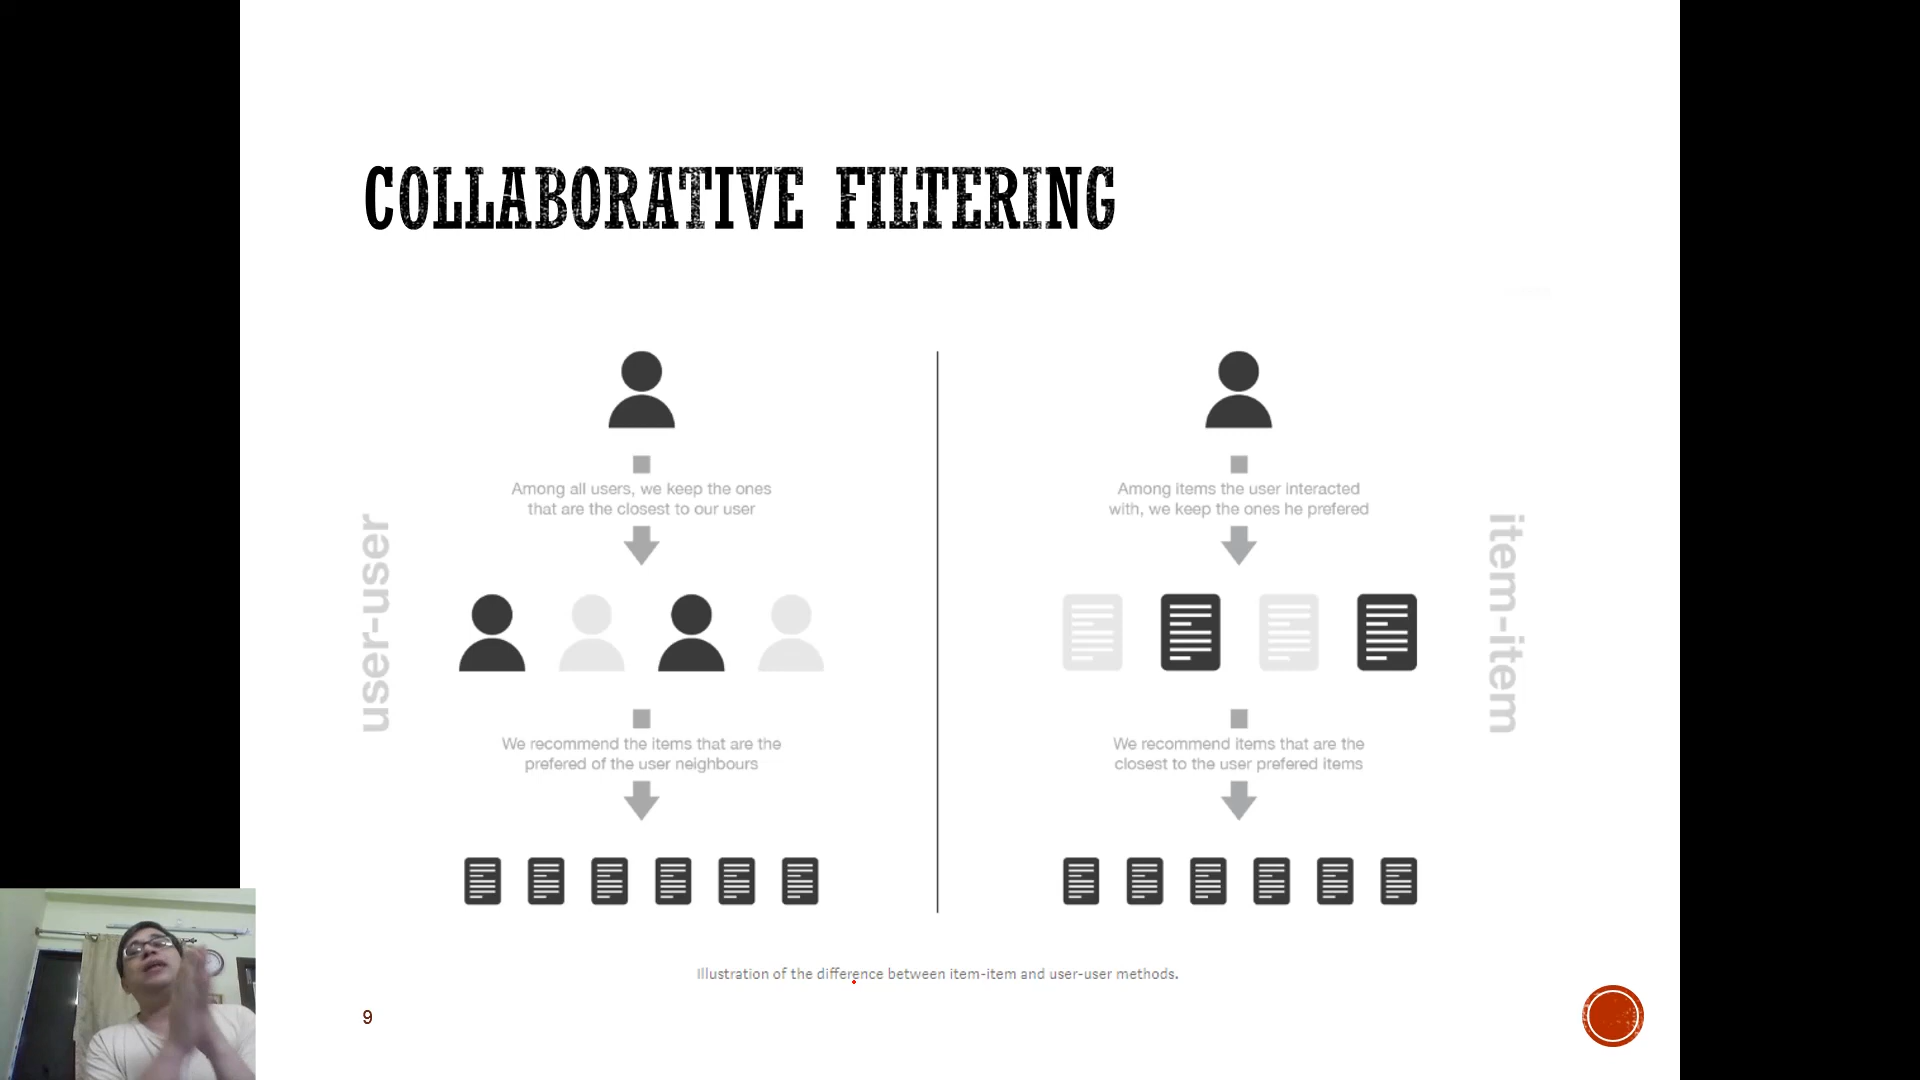 COLLABORATIVE FILTERING
user-user
Among all users, we keep the ones
that are the closest to our user
We recommend the items that are the
prefered of the user neighbours
Among items the user interacted
with, we keep the ones he prefered
We recommend items that are the
closest to the user prefered items
item-item
Illustration of the difference between item-item and user-user methods.
9